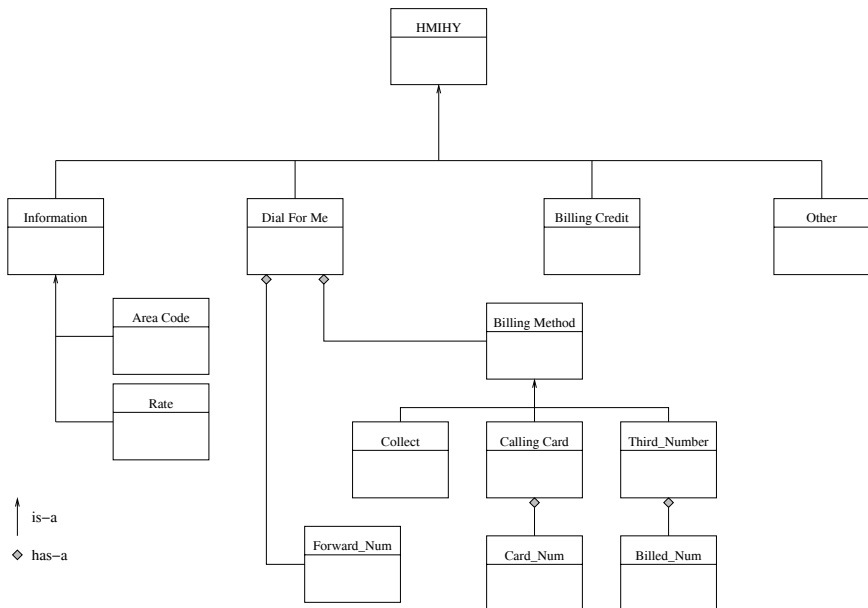 HMIHY
Information
Dial For Me
Billing Credit
Other
Area Code
Billing Method
Rate
Collect
Calling Card
Third_Number
is-a
Forward_Num
Card_Num
Billed_Num
has-a